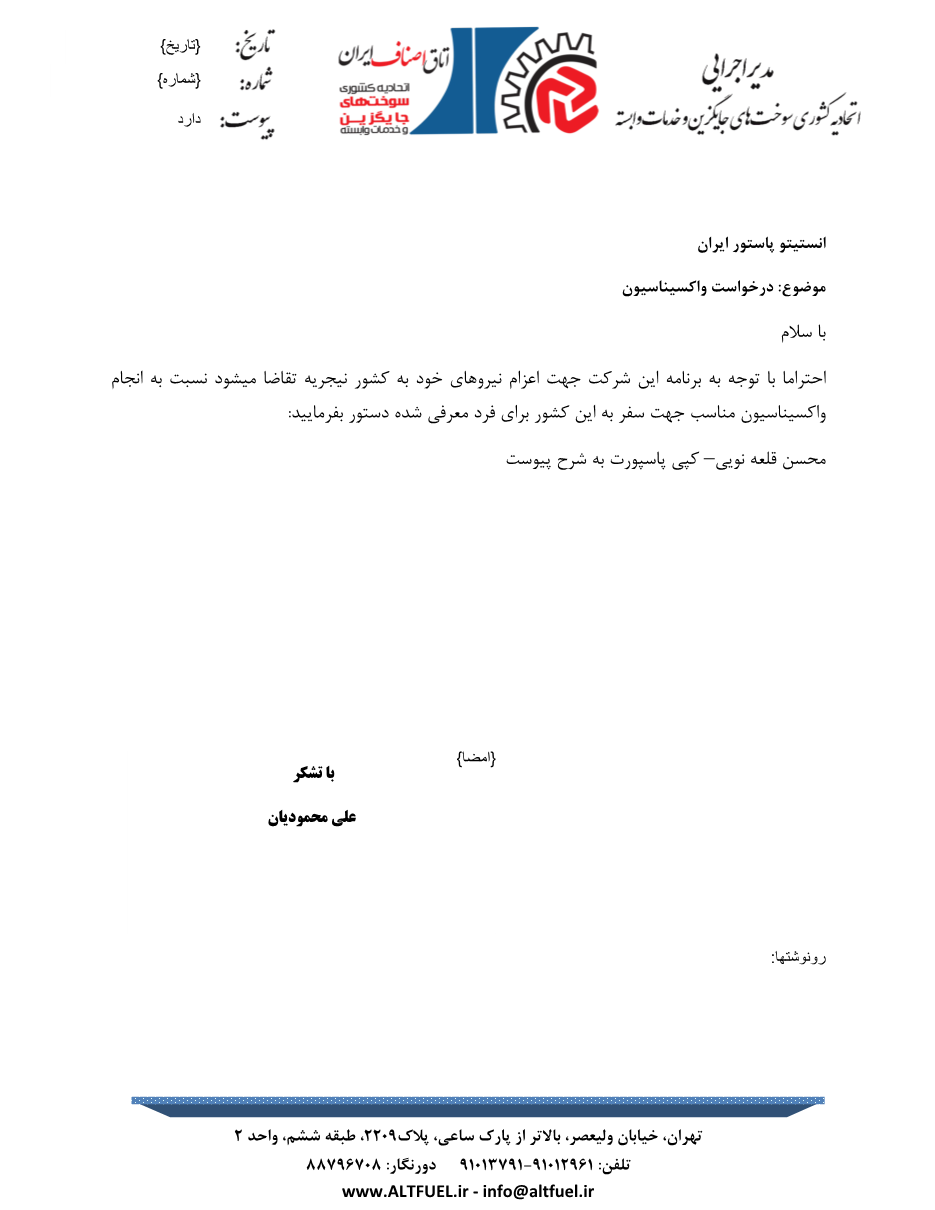 مدیر اجرایی
اتحادیه کشوری سوخت های جایگزین و خدمات وابسته
اتاق اصناف ایران
اتحادیه کشوری
سوخت‌های
جایگزین
و خدمات وابسته
تاریخ: {تاریخ}
شماره: {شماره}
پیوست: دارد
انستیتو پاستور ایران
موضوع: درخواست واکسیناسیون
با سلام
احتراما با توجه به برنامه این شرکت جهت اعزام نیروهای خود به کشور نیجریه تقاضا میشود نسبت به انجام
واکسیناسیون مناسب جهت سفر به این کشور برای فرد معرفی شده دستور بفرمایید:
محسن قلعه نویی– کپی پاسپورت به شرح پیوست
{امضا}
با تشکر
علی محمودیان
رونوشتها:
تهران، خیابان ولیعصر، بالاتر از پارک ساعی، پلاک۲۲۰۹، طبقه ششم، واحد ۲
تلفن: ۹۱۰۱۲۹۶۱-۹۱۰۱۳۷۹۱ دورنگار: ۸۸۷۹۶۷۰۸
www.ALTFUEL.ir - info@altfuel.ir